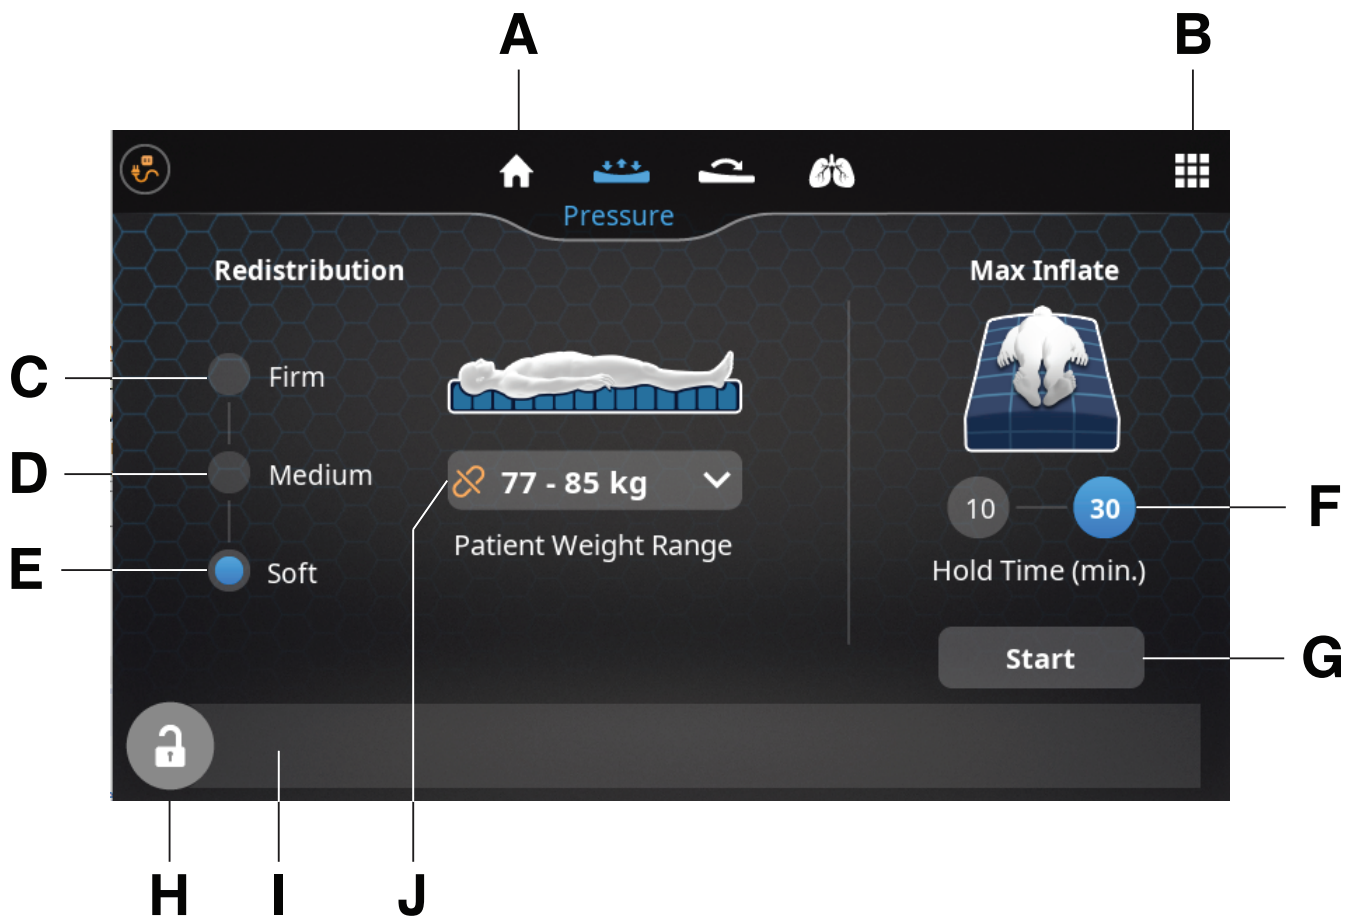 A
B
Pressure
Redistribution
Max Inflate
C
Firm
D
Medium
77 - 85 kg
10
30
F
Patient Weight Range
Hold Time (min.)
E
Soft
Start
G
H
I
J